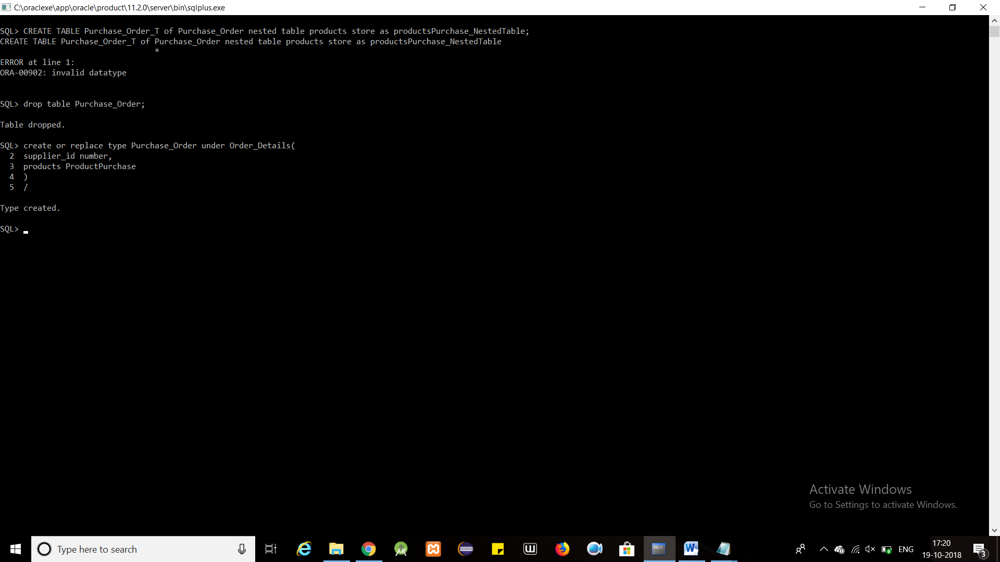 C:\oraclexe\app\oracle\product\11.2.0\server\bin\sqlplus.exe
SQL> CREATE TABLE Purchase_Order_T of Purchase_Order nested table products store as productsPurchase_NestedTable;
CREATE TABLE Purchase_Order_T of Purchase_Order nested table products store as productsPurchase_NestedTable
*
ERROR at line 1:
ORA-00902: invalid datatype
SQL> drop table Purchase_Order;
Table dropped.
SQL> create or replace type Purchase_Order under Order_Details(
2 supplier_id number,
3 products ProductPurchase
4 )
5 /
Type created.
SQL>
Activate Windows
Go to Settings to activate Windows.
Type here to search
SQL>
ENG
17:20
19-10-2018
3